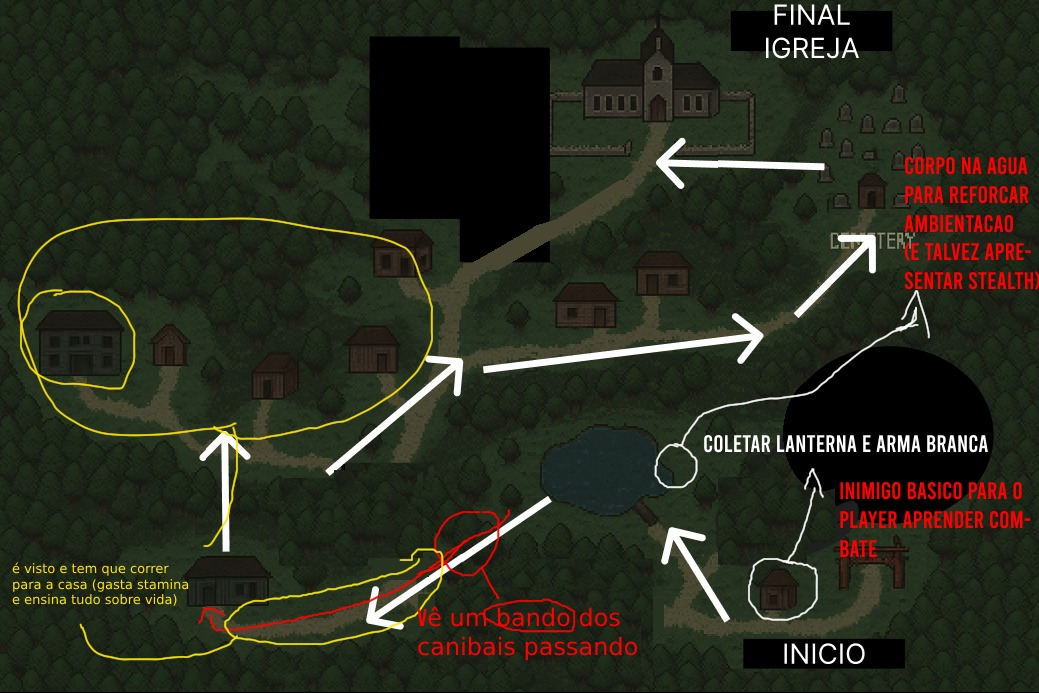 FINAL
IGREJA
CORPO NA AGUA
PARA REFORCAR
AMBIENTACAO
(E TALVEZ APRE-
SENTAR STEALTH)
CEMETERY
COLETAR LANTERNA E ARMA BRANCA
INIMIGO BASICO PARA O
PLAYER APRENDER COM-
BATE
é visto e tem que correr
para a casa (gasta stamina
e ensina tudo sobre vida)
Vê um bando dos
canibais passando
INICIO